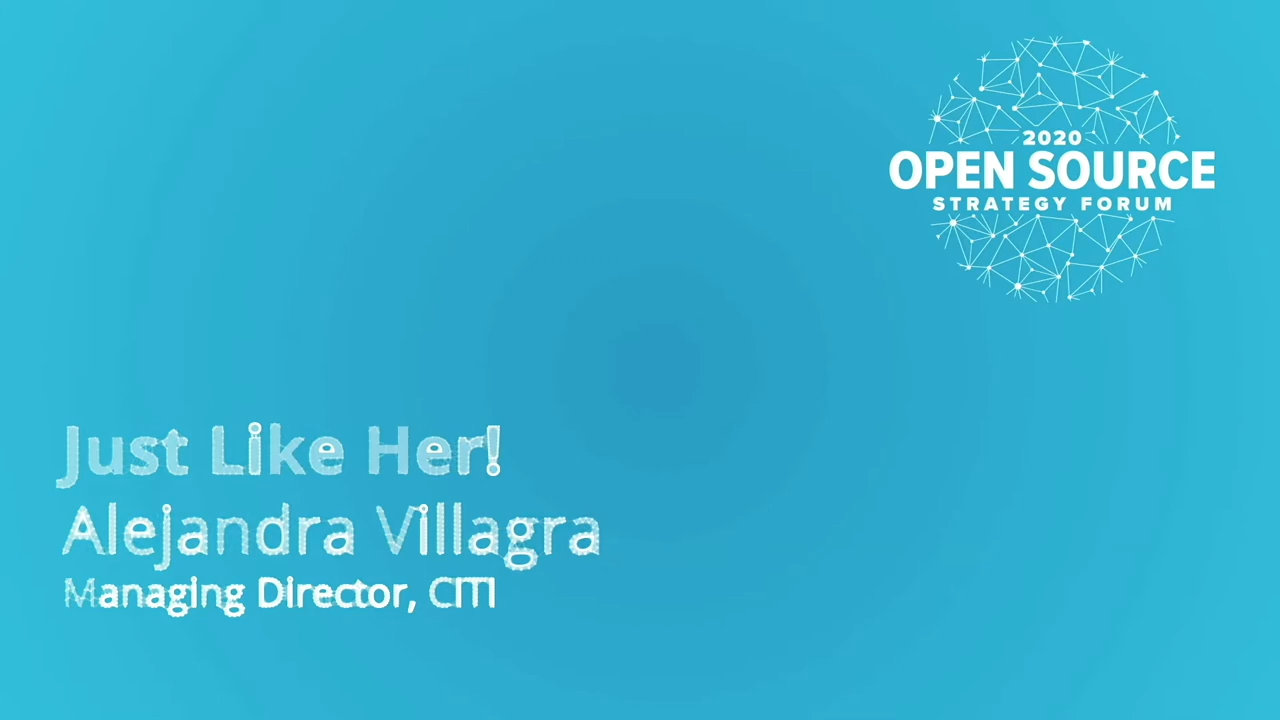 2020
OPEN SOURCE
STRATEGY FORUM
Just Like Her!
Alejandra Villagra
Managing Director, CITI